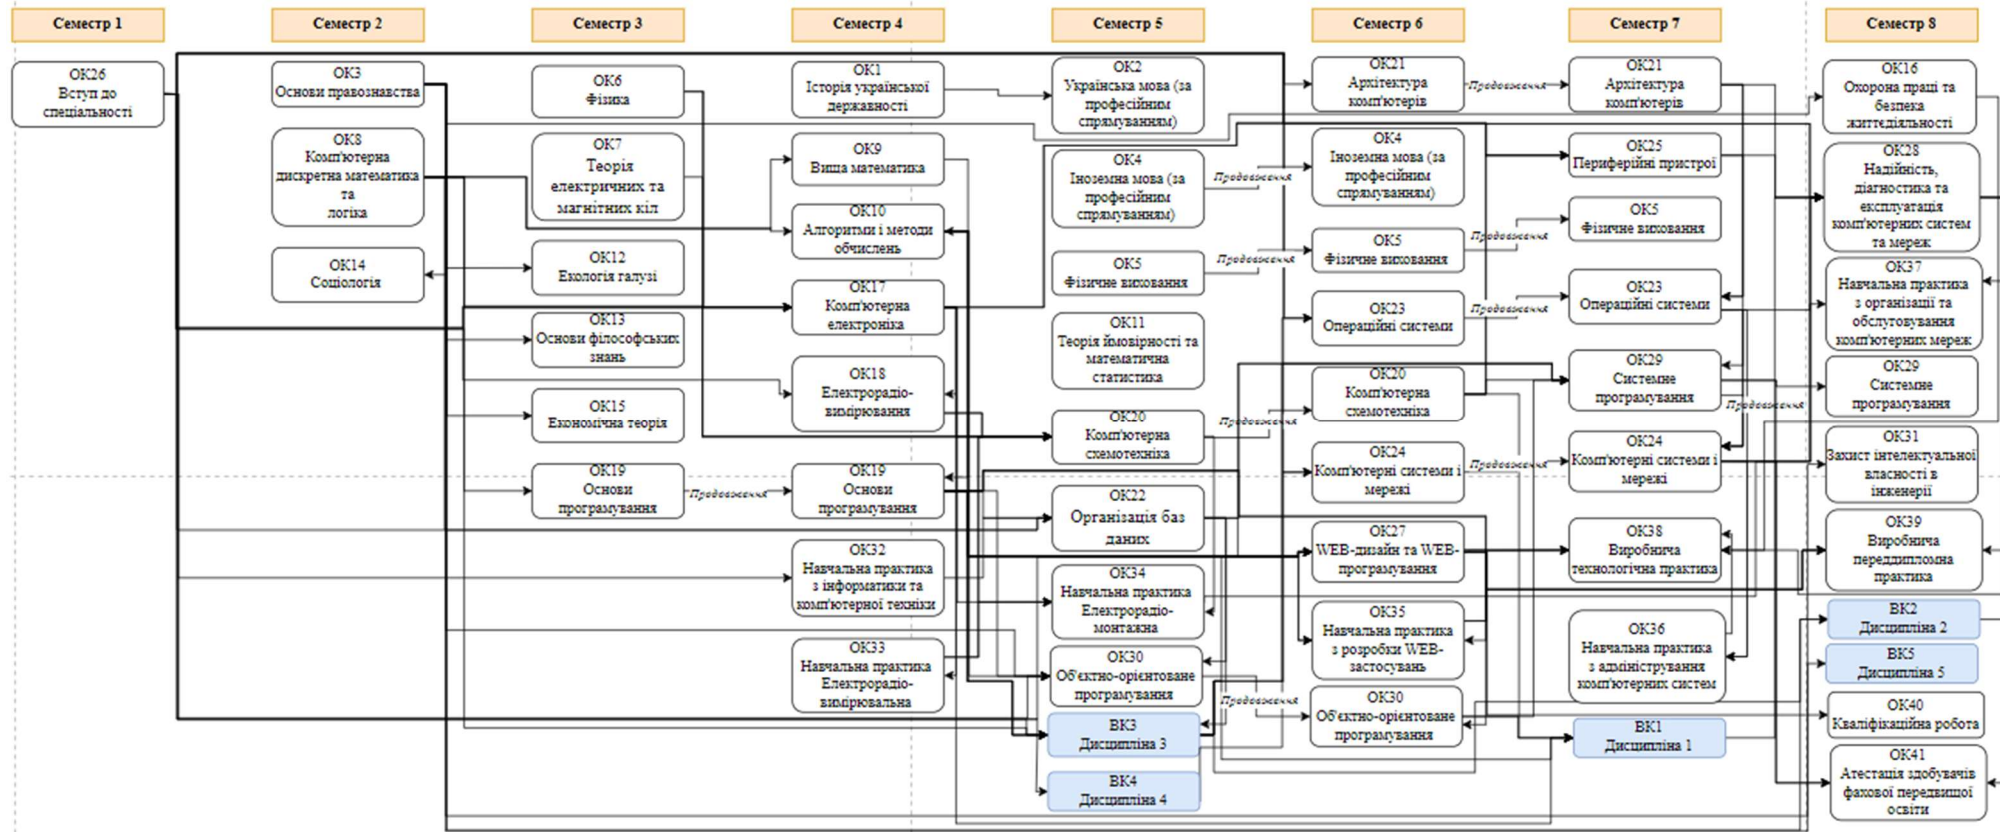 Семестр 1
ОК26
Вступ до
спеціальності
Семестр 2
ОК3
Основи правознавства
ОК8
Комп'ютерна
дискретна математика
та
логіка
ОК14
Соціологія
Семестр 3
ОК6
Фізика
ОК7
Теорія
електричних та
магнітних кіл
ОК12
Екологія галузі
ОК13
Основи філософських
знань
ОК15
Економічна теорія
ОК19
Основи
програмування
Продовження
Семестр 4
ОК1
Історія української
державності
ОК9
Вища математика
ОК10
Алгоритми і методи
обчислень
ОК17
Комп'ютерна
електроніка
ОК18
Електрорадіо-
вимірювання
ОК19
Основи
програмування
ОК32
Навчальна практика
з інформатики та
комп'ютерної техніки
ОК33
Навчальна практика
Електрорадіо-
вимірювальна
Семестр 5
ОК2
Українська мова (за
професійним
спрямуванням)
ОК4
Іноземна мова (за
професійним
спрямуванням)
Продовження
ОК5
Фізичне виховання
Продовження
ОК11
Теорія ймовірності та
математична
статистика
ОК20
Комп'ютерна
схемотехніка
Продовження
ОК22
Організація баз
даних
ОК34
Навчальна практика
Електрорадіо-
монтажна
ОК30
Об'єктно-орієнтоване
програмування
Продовження
ВК3
Дисципліна 3
ВК4
Дисципліна 4
Семестр 6
ОК21
Архітектура
комп'ютерів
Продовження
ОК4
Іноземна мова (за
професійним
спрямуванням)
ОК5
Фізичне виховання
Продовження
ОК23
Операційні системи
Продовження
ОК20
Комп'ютерна
схемотехніка
ОК24
Комп'ютерні системи і
мережі
Продовження
ОК27
WEB-дизайн та WEB-
програмування
ОК35
Навчальна практика
з розробки WEB-
застосувань
ОК30
Об'єктно-орієнтоване
програмування
Семестр 7
ОК21
Архітектура
комп'ютерів
ОК25
Периферійні пристрої
ОК5
Фізичне виховання
ОК23
Операційні системи
ОК29
Системне
програмування
Продовження
ОК24
Комп'ютерні системи і
мережі
ОК38
Виробнича
технологічна практика
ОК36
Навчальна практика
з адміністрування
комп'ютерних систем
ВК1
Дисципліна 1
Семестр 8
ОК16
Охорона праці та
безпека
життєдіяльності
ОК28
Надійність,
діагностика та
експлуатація
комп'ютерних систем
та мереж
ОК37
Навчальна практика
з організації та
обслуговування
комп'ютерних мереж
ОК29
Системне
програмування
ОК31
Захист інтелектуальної
власності в
інженерії
ОК39
Виробнича
переддипломна
практика
ВК2
Дисципліна 2
ВК5
Дисципліна 5
ОК40
Кваліфікаційна робота
ОК41
Атестація здобувачів
фахової передвищої
освіти